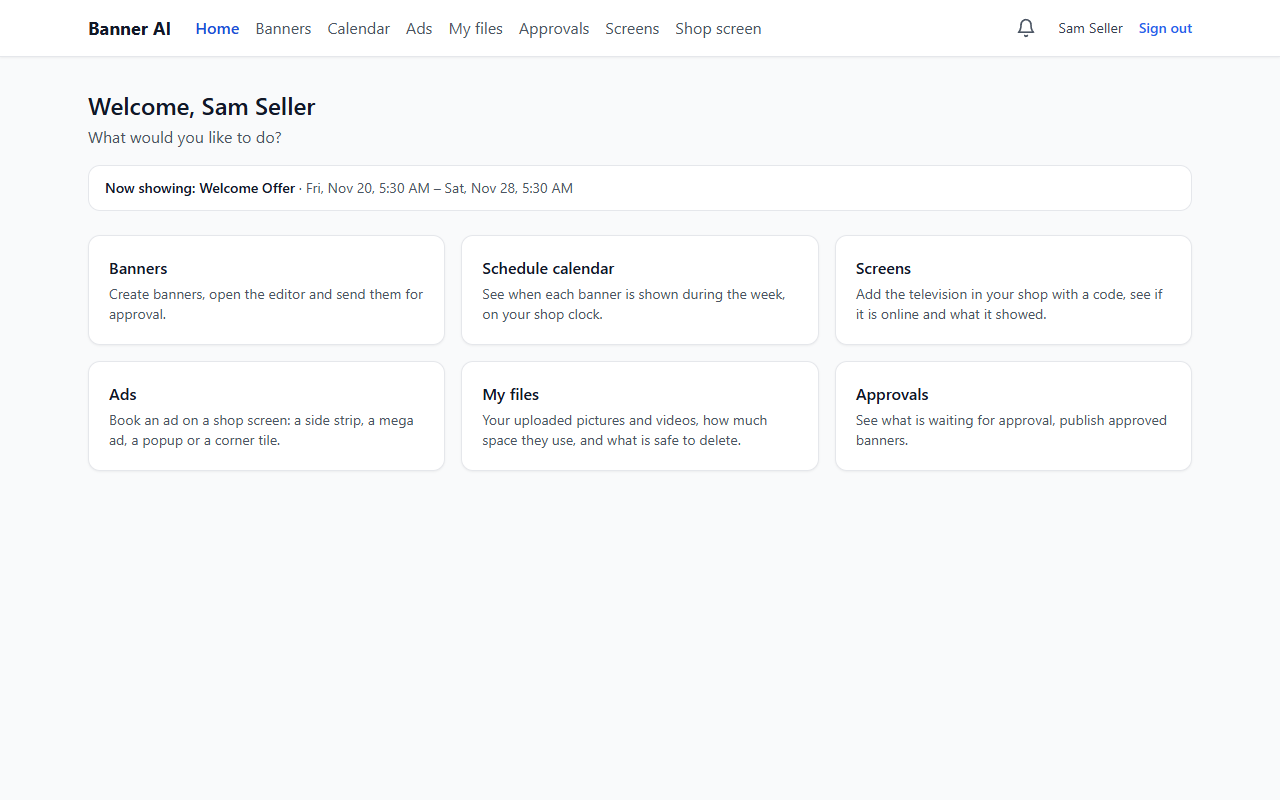 Banner AI Home Banners Calendar Ads My files Approvals Screens Shop screen Sam Seller Sign out
Welcome, Sam Seller
What would you like to do?
Now showing: Welcome Offer · Fri, Nov 20, 5:30 AM – Sat, Nov 28, 5:30 AM
Banners
Create banners, open the editor and send them for
approval.
Schedule calendar
See when each banner is shown during the week,
on your shop clock.
Screens
Add the television in your shop with a code, see if
it is online and what it showed.
Ads
Book an ad on a shop screen: a side strip, a mega
ad, a popup or a corner tile.
My files
Your uploaded pictures and videos, how much
space they use, and what is safe to delete.
Approvals
See what is waiting for approval, publish approved
banners.